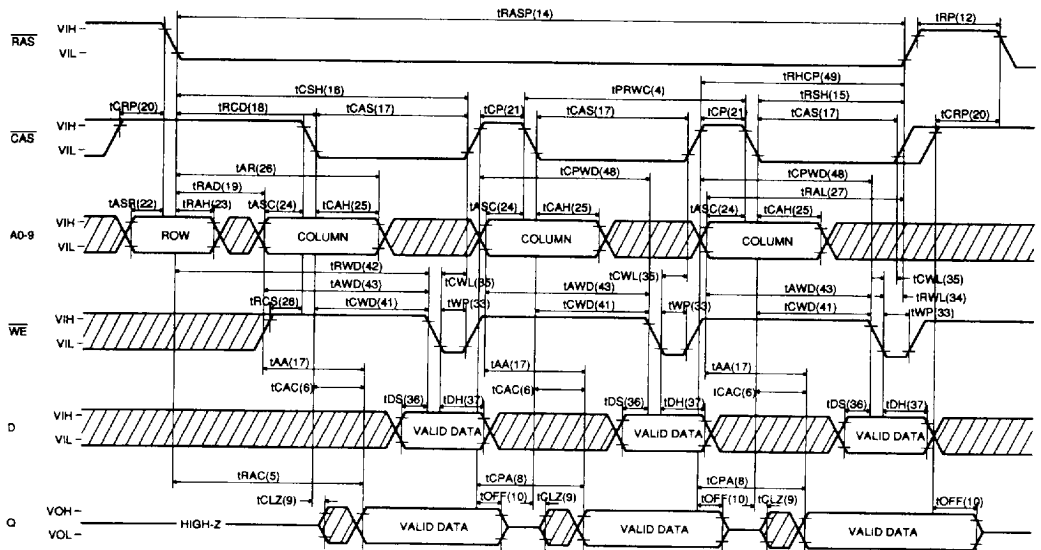 tRASP(14) tRP(12)
RAS VIH VIL
tRHCP(49)
tCSH(18) tPRWC(4) tRSH(15)
tCRP(20) tRCD(18) tCAS(17) tCP(21) tCAS(17) tCP(21) tCAS(17) tCRP(20)
CAS VIH VIL
tAR(26) tCPWD(48) tCPWD(48)
tRAD(19) tRAL(27)
tASR(22) tRAH(23) tASC(24) tCAH(25) tASC(24) tCAH(25) tASC(24) tCAH(25)
A0-9 VIH VIL ROW COLUMN COLUMN COLUMN
tRWD(42) tCWL(35) tCWL(35) tCWL(35)
tAWD(43) tAWD(43) tAWD(43) tRWL(34)
tRCS(28) tCWD(41) tWP(33) tCWD(41) tWP(33) tCWD(41) tWP(33)
WE VIH VIL
tAA(17) tAA(17) tAA(17)
tCAC(6) tCAC(6) tCAC(6)
tDS(36) tDH(37) tDS(36) tDH(37) tDS(36) tDH(37)
D VIH VIL VALID DATA VALID DATA VALID DATA
tRAC(5) tCPA(8) tCPA(8)
tCLZ(9) tOFF(10) tCLZ(9) tOFF(10) tCLZ(9) tOFF(10)
Q VOH VOL HIGH-Z VALID DATA VALID DATA VALID DATA